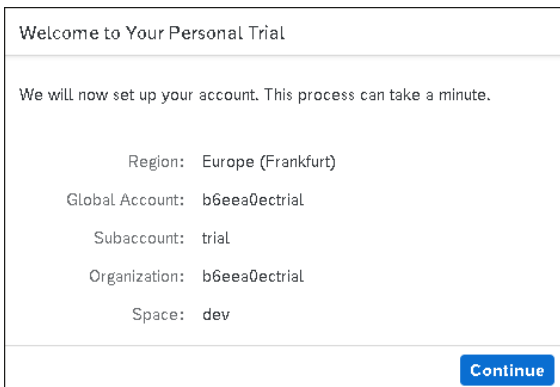 Welcome to Your Personal Trial
We will now set up your account. This process can take a minute.
Region: Europe (Frankfurt)
Global Account: b6eea0ectrial
Subaccount: trial
Organization: b6eea0ectrial
Space: dev
Continue